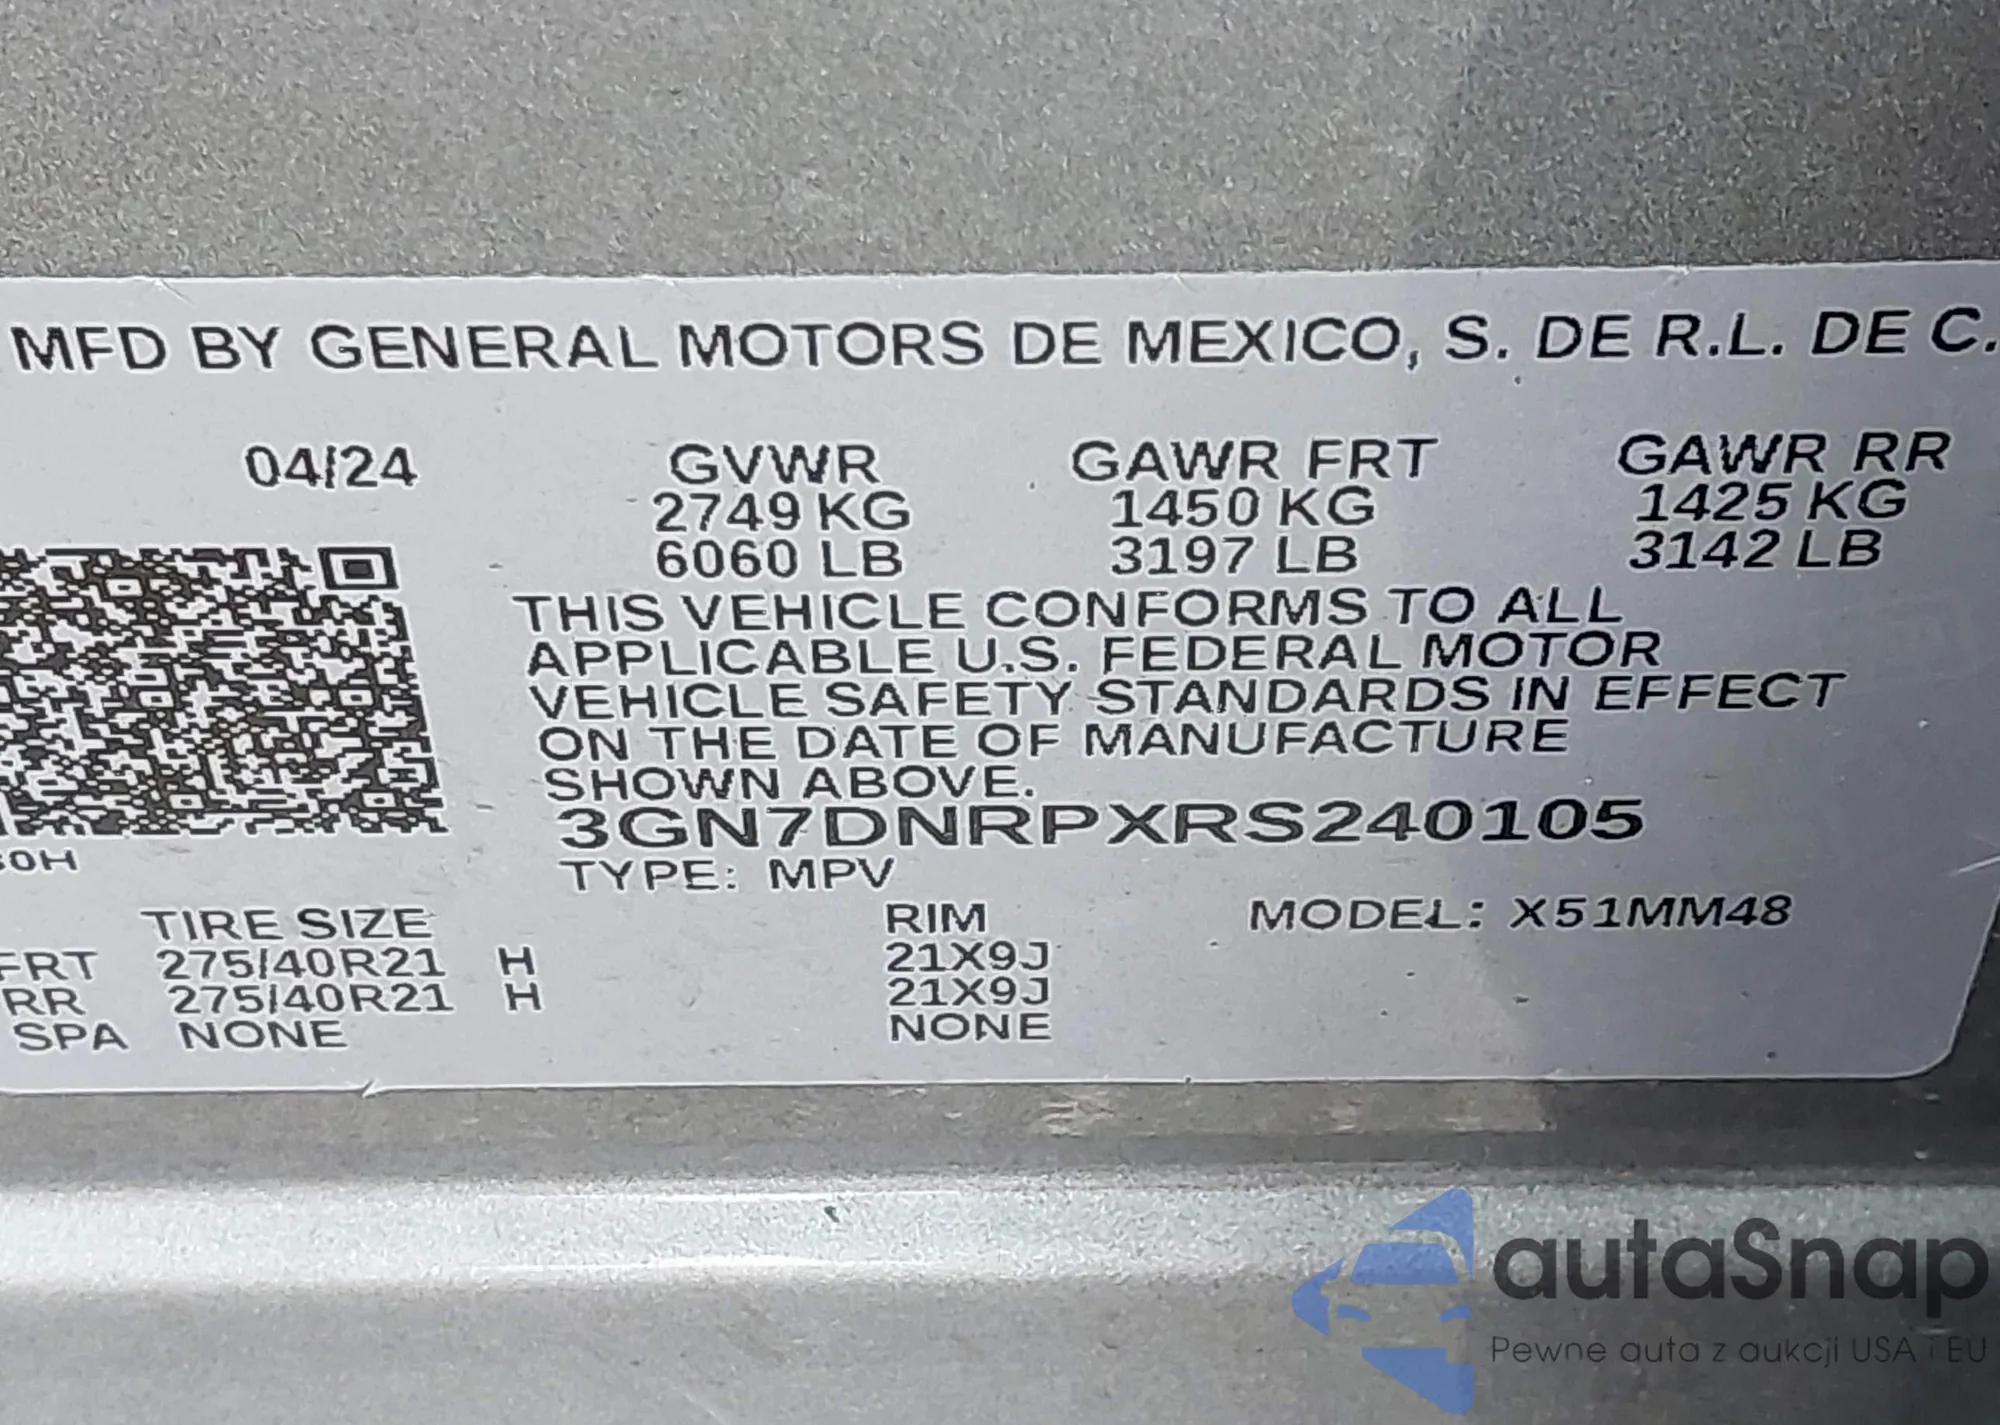 MFD BY GENERAL MOTORS DE MEXICO, S. DE R.L. DE C.
04/24 GVWR GAWR FRT GAWR RR
2749 KG 1450 KG 1425 KG
6060 LB 3197 LB 3142 LB
THIS VEHICLE CONFORMS TO ALL
APPLICABLE U.S. FEDERAL MOTOR
VEHICLE SAFETY STANDARDS IN EFFECT
ON THE DATE OF MANUFACTURE
SHOWN ABOVE.
3GN7DNRPXRS240105
0H TYPE: MPV
TIRE SIZE RIM MODEL: X51MM48
FRT 275/40R21 H 21X9J
RR 275/40R21 H 21X9J
SPA NONE NONE
autaSnap
Pewne auta z aukcji USA i EU